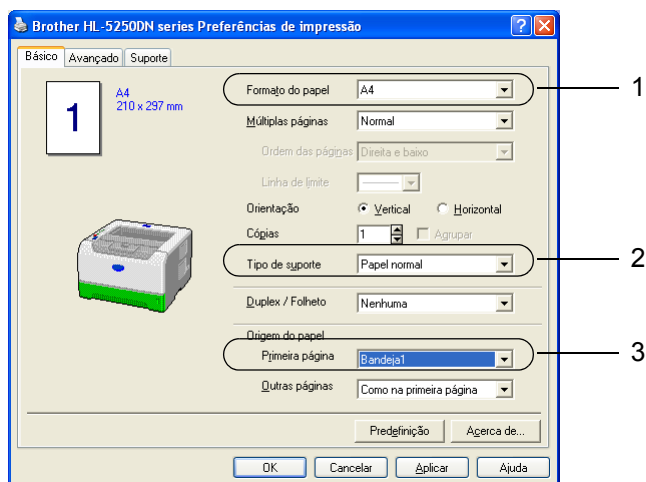 Brother HL-5250DN series Preferências de impressão
Básico Avançado Suporte
1
A4
210 x 297 mm
Formato do papel A4 1
Múltiplas páginas Normal
Ordem das páginas Direita e baixo
Linha de limite
Orientação Vertical Horizontal
Cópias 1 Agrupar
Tipo de suporte Papel normal 2
Duplex / Folheto Nenhuma
Origem do papel
Primeira página Bandeja1 3
Outras páginas Como na primeira página
Predefinição Acerca de...
OK Cancelar Aplicar Ajuda